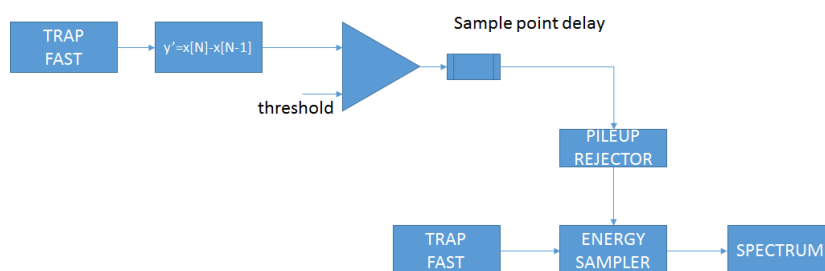 Sample point delay
TRAP
FAST
y'=x[N]-x[N-1]
threshold
PILEUP
REJECTOR
TRAP
FAST
ENERGY
SAMPLER
SPECTRUM